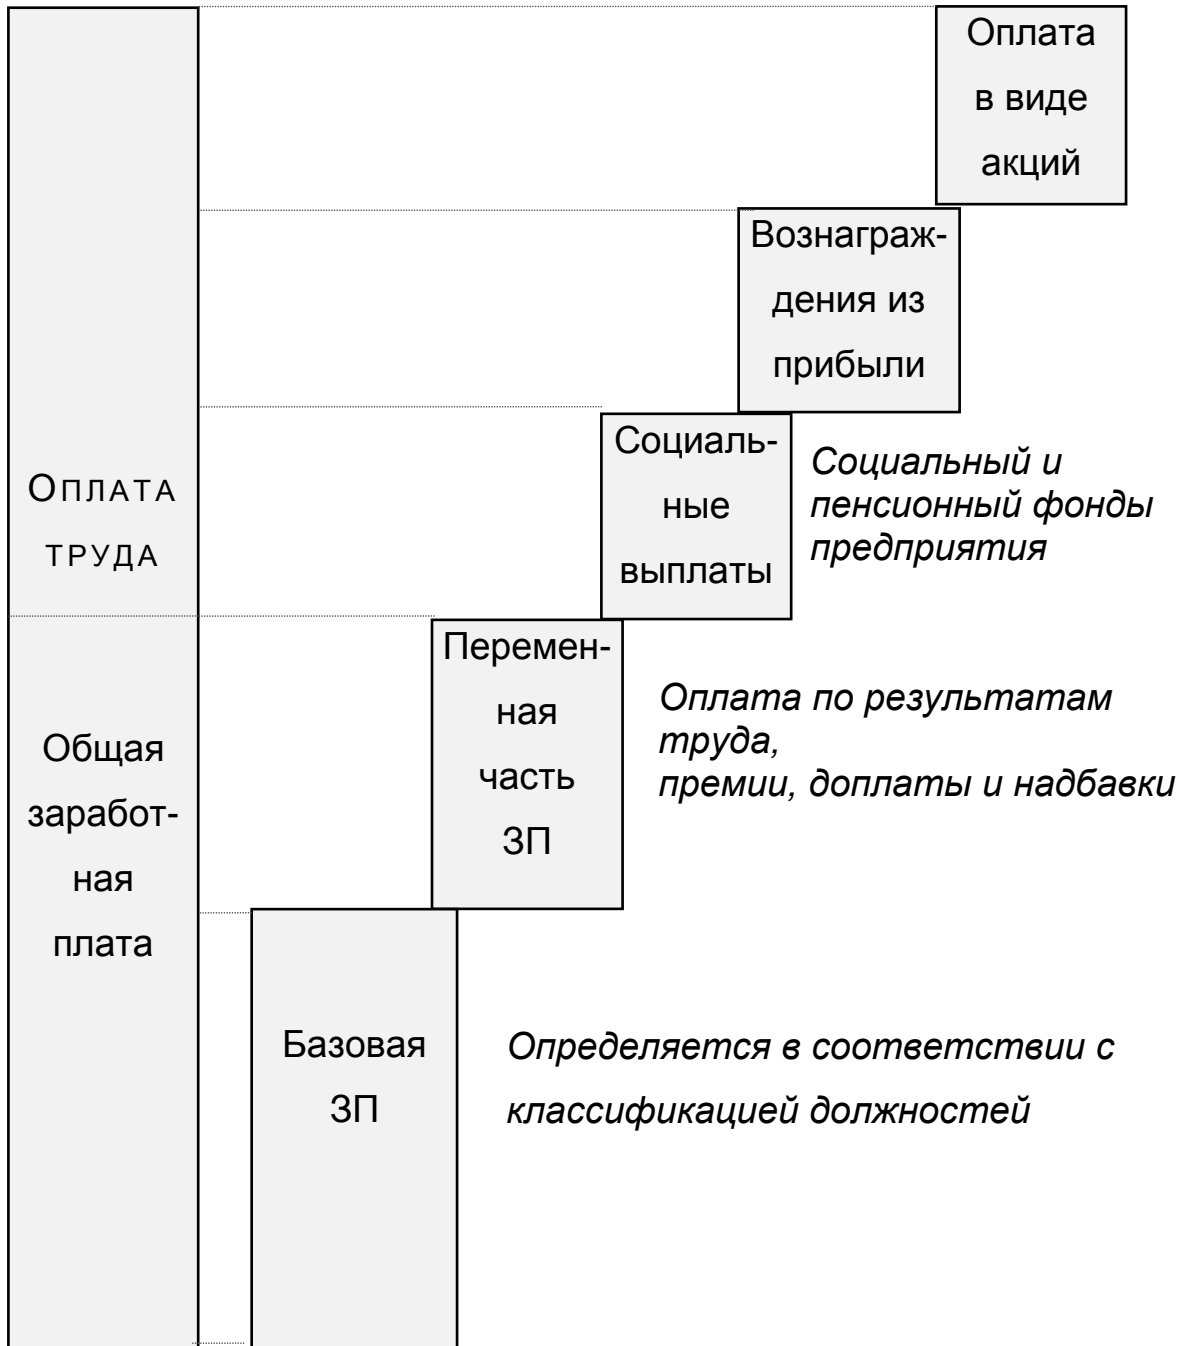 Оплата
в виде
акций
Вознаграж-
дения из
прибыли
Социаль-
ные
выплаты
Социальный и
пенсионный фонды
предприятия
ОПЛАТА
ТРУДА
Перемен-
ная
часть
ЗП
Оплата по результатам
труда,
премии, доплаты и надбавки
Общая
заработ-
ная
плата
Базовая
ЗП
Определяется в соответствии с
классификацией должностей